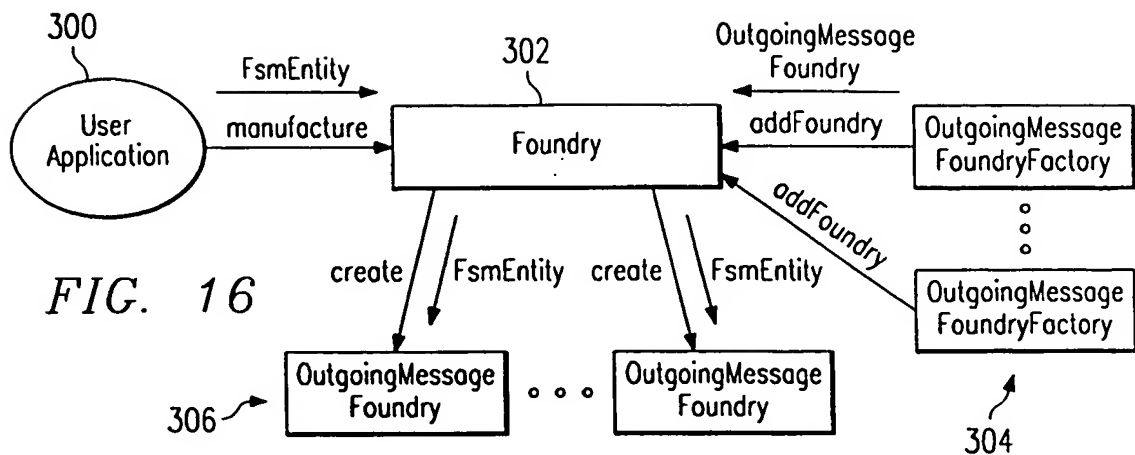 300
FsmEntity
manufacture
User
Application
302
Foundry
OutgoingMessage
Foundry
addFoundry
addFoundry
OutgoingMessage
FoundryFactory
OutgoingMessage
FoundryFactory
304
create
FsmEntity
create
FsmEntity
FIG. 16
306
OutgoingMessage
Foundry
OutgoingMessage
Foundry